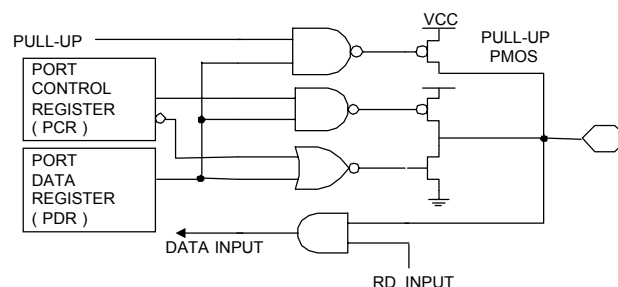 VCC
PULL-UP
PULL-UP
PMOS
PORT
CONTROL
REGISTER
( PCR )
PORT
DATA
REGISTER
( PDR )
DATA INPUT
RD INPUT